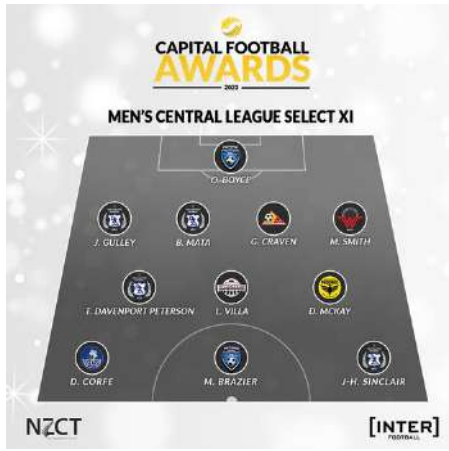 CAPITAL FOOTBALL
AWARDS
2023
MEN'S CENTRAL LEAGUE SELECT XI
O. BOYCE
J. GULLEY B. MATA G. CRAVEN M. SMITH
T. DAVENPORT PETERSON L. VILLA D. MCKAY
D. CORFE M. BRAZIER J-H. SINCLAIR
NZCT
[INTER]
FOOTBALL